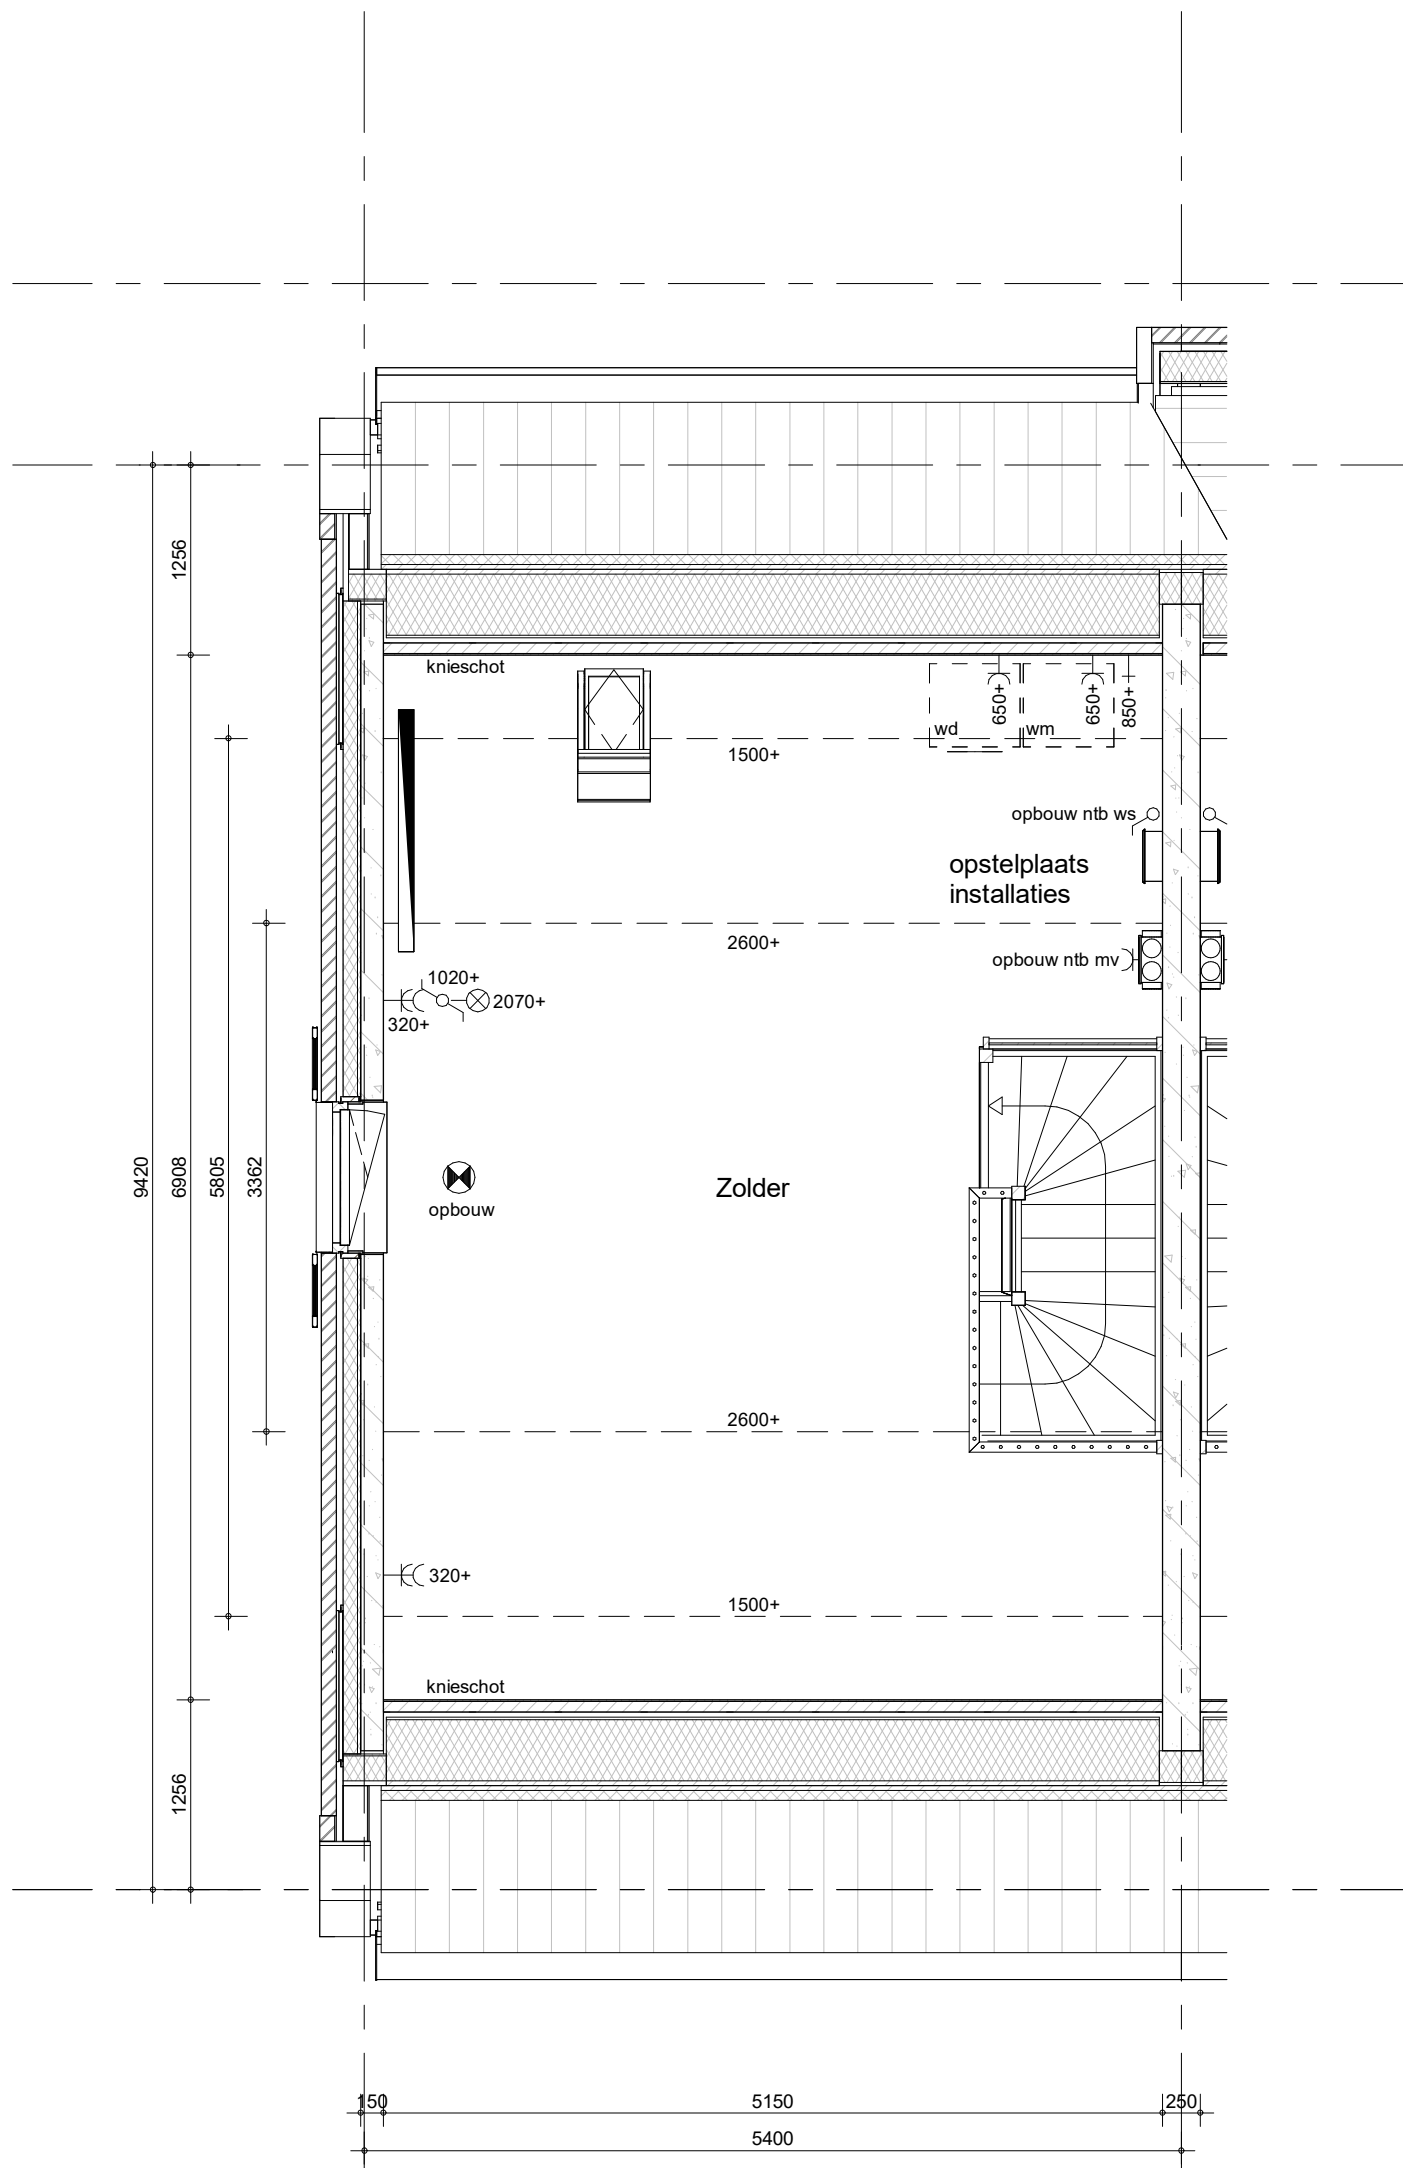 1256
knieschot
650+
650+
850+
wd
wm
1500+
opbouw ntb ws
opstelplaats
installaties
2600+
opbouw ntb mv
1020+
2070+
320+
9420
6908
5805
3362
Zolder
opbouw
2600+
320+
1500+
knieschot
1256
150
5150
250
5400